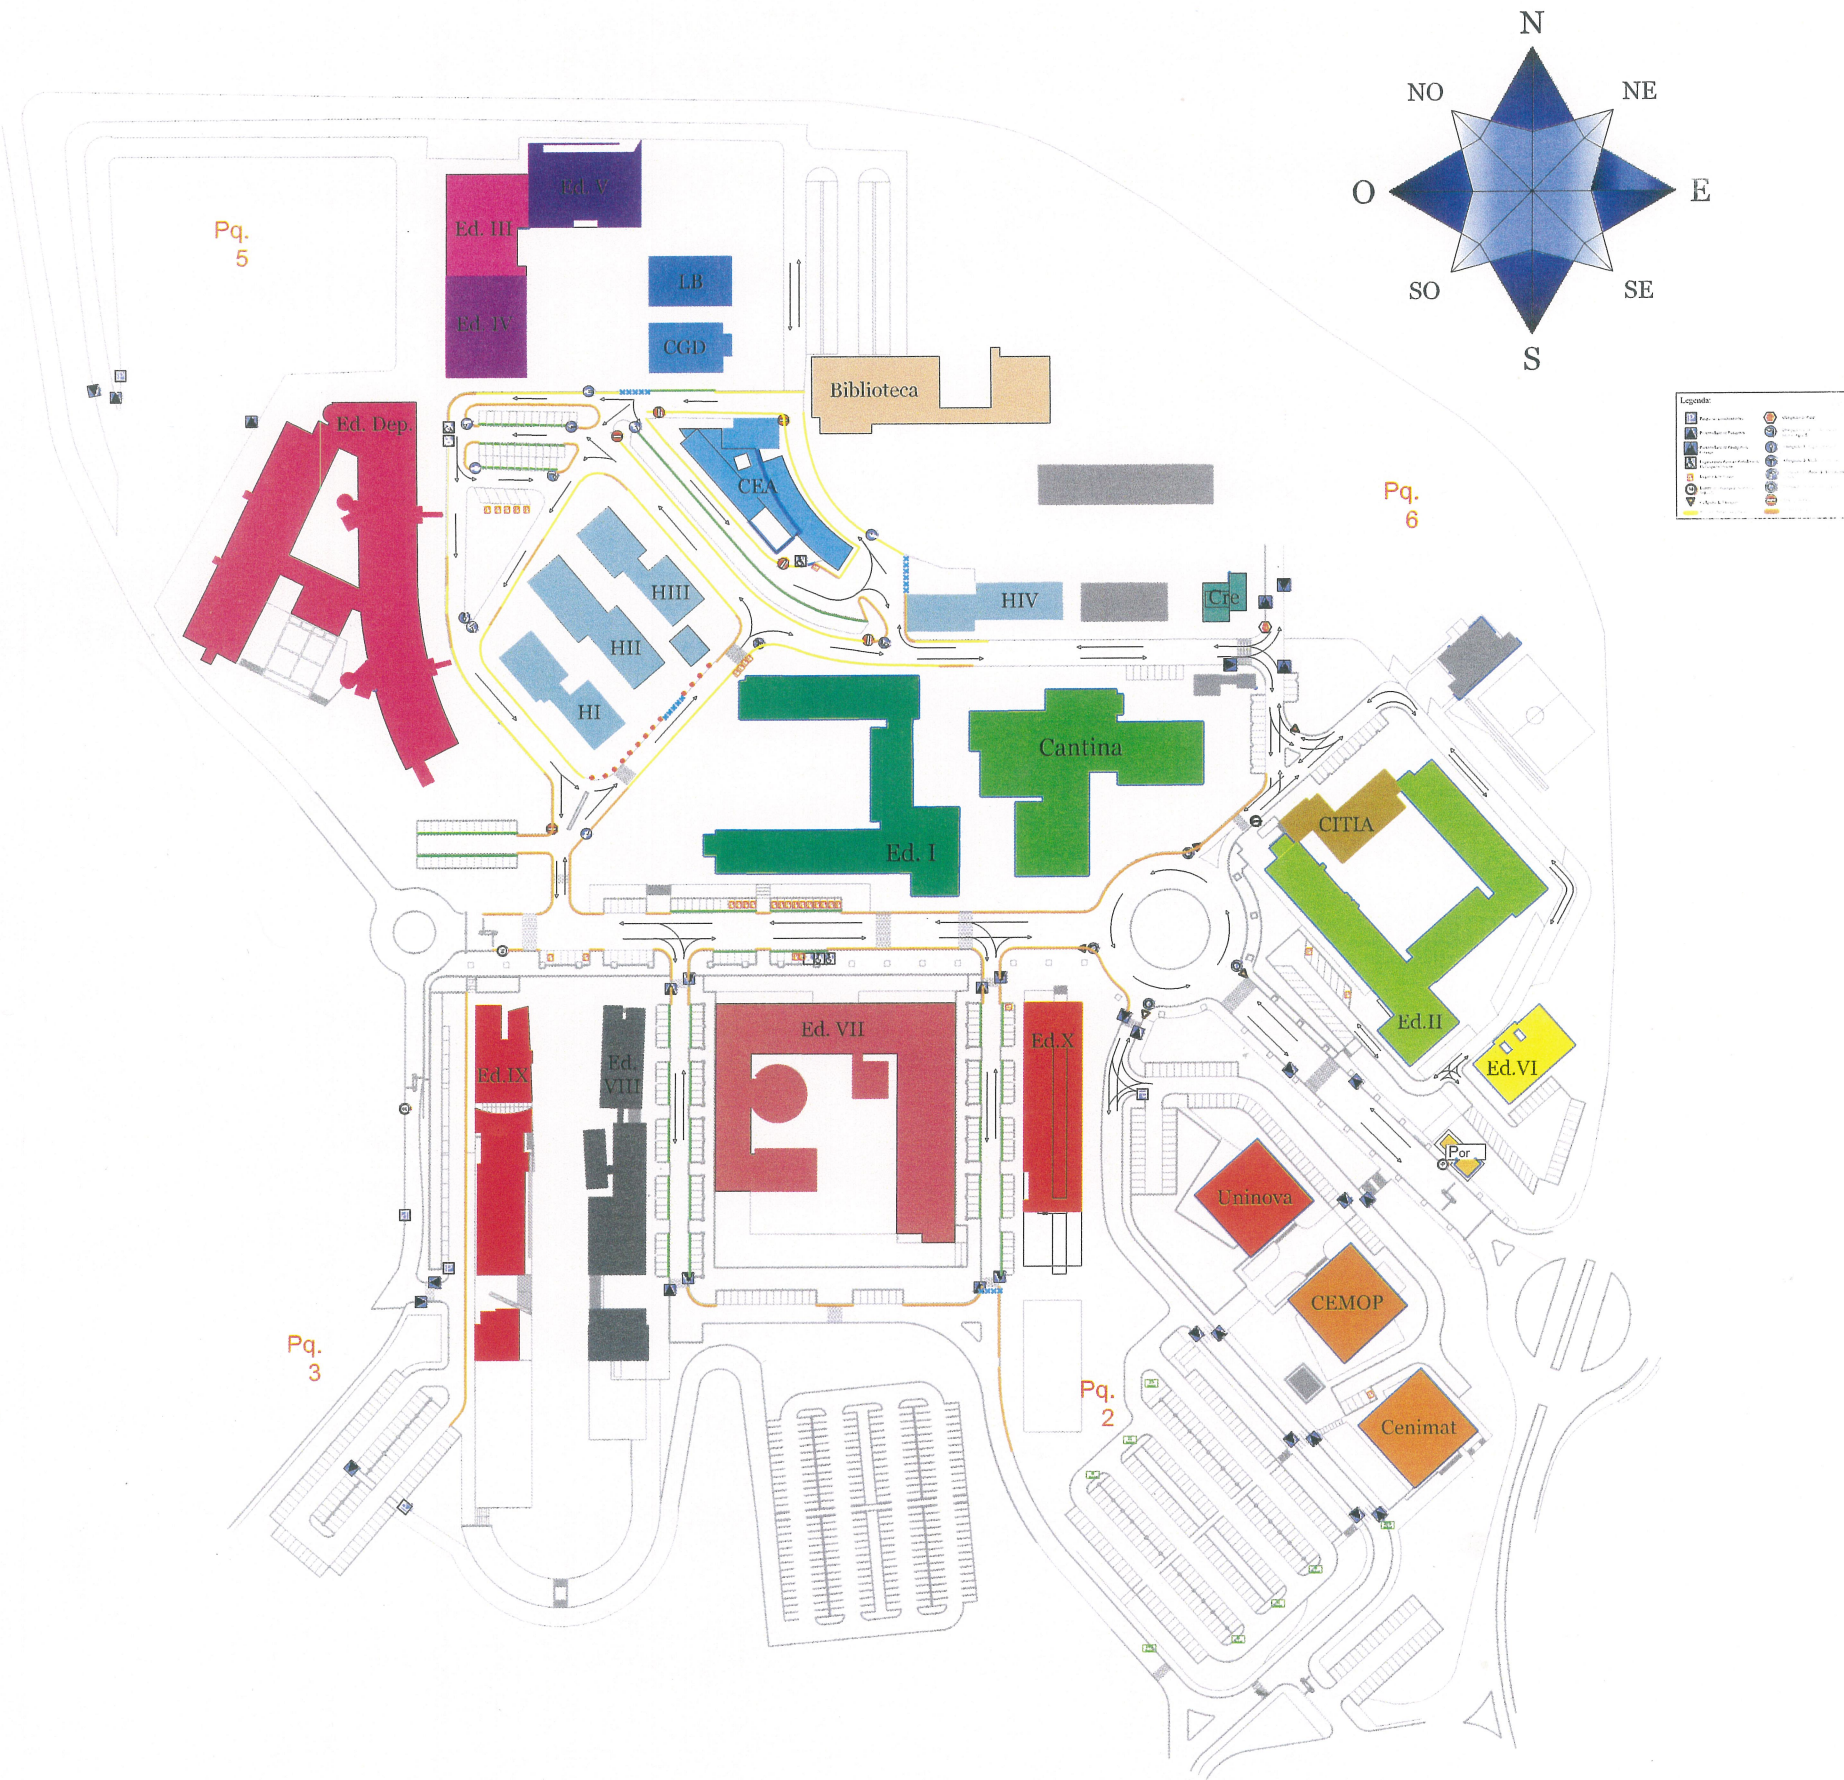 N
NO
NE
O
E
SO
SE
S
Ed. V
Pq.
5
Ed. III
LB
Ed. IV
CGD
Biblioteca
Legenda:
Ed. Dep.
CEA
Pq.
6
HIII
HIV
Cre
HII
HI
Cantina
CITIA
Ed. I
Ed.II
Ed. VII
Ed.X
Ed.IX
Ed.
VIII
Ed.VI
Por
Uninova
CEMOP
Pq.
3
Pq.
2
Cenimat